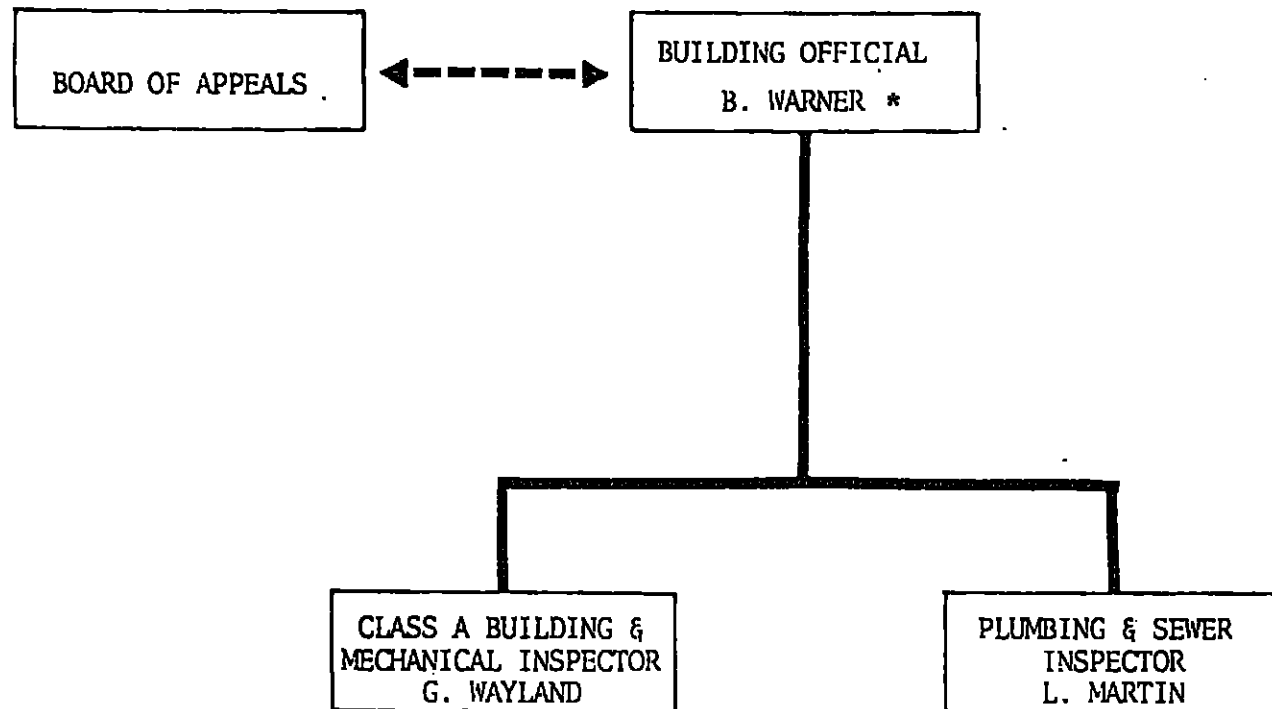 BOARD OF APPEALS
BUILDING OFFICIAL
B. WARNER *
CLASS A BUILDING &
MECHANICAL INSPECTOR
G. WAYLAND
PLUMBING & SEWER
INSPECTOR
L. MARTIN